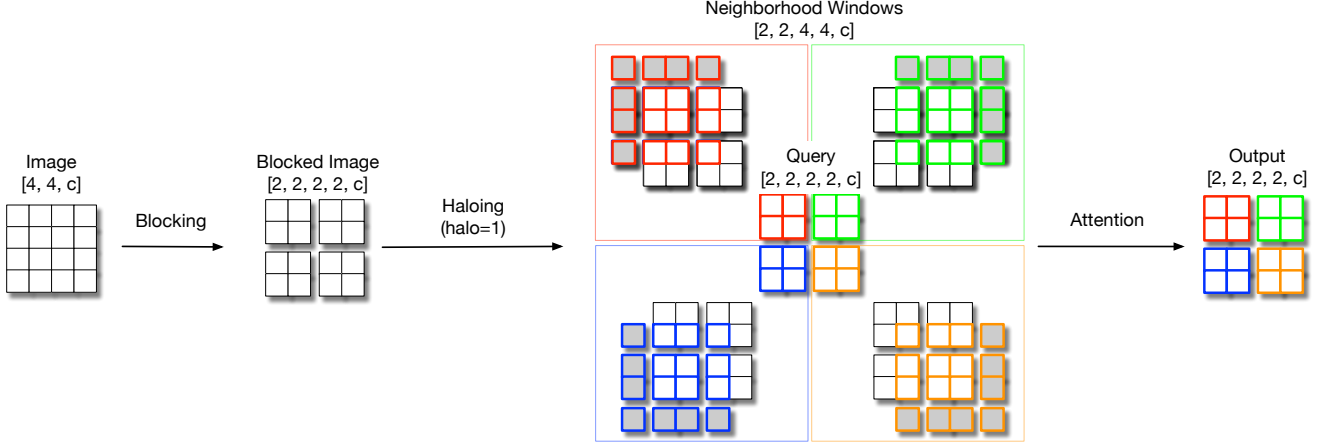 Image
[4, 4, c]
Blocking
Blocked Image
[2, 2, 2, 2, c]
Haloing
(halo=1)
Neighborhood Windows
[2, 2, 4, 4, c]
Query
[2, 2, 2, 2, c]
Attention
Output
[2, 2, 2, 2, c]